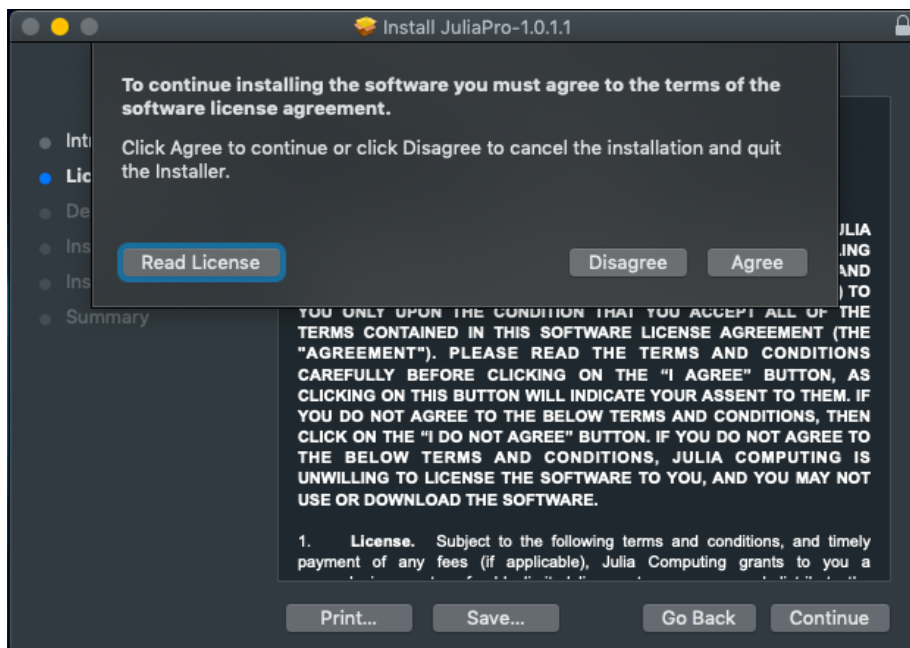 Install JuliaPro-1.0.1.1
To continue installing the software you must agree to the terms of the
software license agreement.
Click Agree to continue or click Disagree to cancel the installation and quit
the Installer.
Read License
Disagree
Agree
Lic
De
Ins
Ins
Summary
YOU ONLY UPON THE CONDITION THAT YOU ACCEPT ALL OF THE
TERMS CONTAINED IN THIS SOFTWARE LICENSE AGREEMENT (THE
"AGREEMENT"). PLEASE READ THE TERMS AND CONDITIONS
CAREFULLY BEFORE CLICKING ON THE “I AGREE” BUTTON, AS
CLICKING ON THIS BUTTON WILL INDICATE YOUR ASSENT TO THEM. IF
YOU DO NOT AGREE TO THE BELOW TERMS AND CONDITIONS, THEN
CLICK ON THE “I DO NOT AGREE” BUTTON. IF YOU DO NOT AGREE TO
THE BELOW TERMS AND CONDITIONS, JULIA COMPUTING IS
UNWILLING TO LICENSE THE SOFTWARE TO YOU, AND YOU MAY NOT
USE OR DOWNLOAD THE SOFTWARE.
1. License. Subject to the following terms and conditions, and timely
payment of any fees (if applicable), Julia Computing grants to you a
Print...
Save...
Go Back
Continue